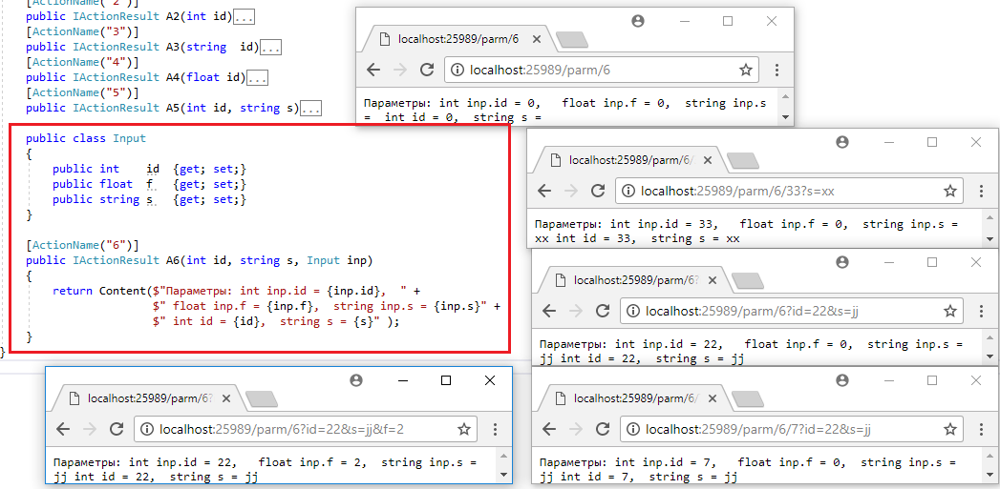 [ActionName("2")]
public IActionResult A2(int id)...
[ActionName("3")]
public IActionResult A3(string  id)...
[ActionName("4")]
public IActionResult A4(float id)...
[ActionName("5")]
public IActionResult A5(int id, string s)...
public class Input
{
public int    id  {get; set;}
public float  f   {get; set;}
public string s   {get; set;}
}
[ActionName("6")]
public IActionResult A6(int id, string s, Input inp)
{
return Content($"Параметры: int inp.id = {inp.id},  " +
$" float inp.f = {inp.f},  string inp.s = {inp.s}" +
$" int id = {id},  string s = {s}" );
}
}
localhost:25989/parm/6
localhost:25989/parm/6
Параметры: int inp.id = 0,   float inp.f = 0,  string inp.s
=  int id = 0,  string s =
localhost:25989/parm/6/
localhost:25989/parm/6/33?s=xx
Параметры: int inp.id = 33,   float inp.f = 0,  string inp.s =
xx int id = 33,  string s = xx
localhost:25989/parm/6?
localhost:25989/parm/6?id=22&s=jj
Параметры: int inp.id = 22,   float inp.f = 0,  string inp.s =
jj int id = 22,  string s = jj
localhost:25989/parm/6?
localhost:25989/parm/6?id=22&s=jj&f=2
Параметры: int inp.id = 22,   float inp.f = 2,  string inp.s =
jj int id = 22,  string s = jj
localhost:25989/parm/6/
localhost:25989/parm/6/7?id=22&s=jj
Параметры: int inp.id = 7,   float inp.f = 0,  string inp.s =
jj int id = 7,  string s = jj